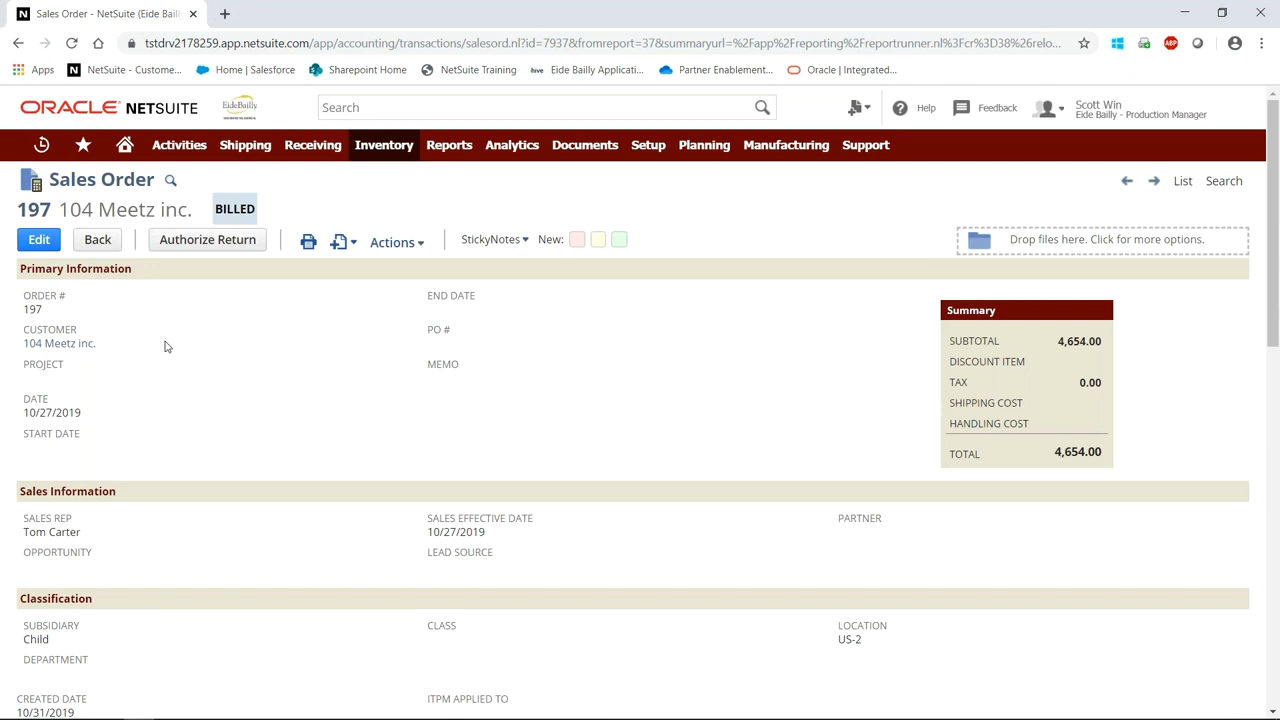 Sales Order - NetSuite (Eide Baill
tstdrv2178259.app.netsuite.com/app/accounting/transactions/salesord.nl?id=7937&fromreport=37&summaryurl=%2Fapp%2Freporting%2Freportrunner.nl%3Fcr%3D38%26relo...
ABP
Apps NetSuite - Custome... Home | Salesforce Sharepoint Home NetSuite Training hive Eide Bailly Applicati... Partner Enablement... Oracle | Integrated...
ORACLE NETSUITE EideBailly Search Help Feedback Scott Win
Eide Bailly - Production Manager
Activities Shipping Receiving Inventory Reports Analytics Documents Setup Planning Manufacturing Support
Sales Order List Search
197 104 Meetz inc. BILLED
Edit Back Authorize Return Actions StickyNotes New: Drop files here. Click for more options.
Primary Information
ORDER #
197
CUSTOMER
104 Meetz inc.
PROJECT
DATE
10/27/2019
START DATE
END DATE
PO #
MEMO
Summary
SUBTOTAL 4,654.00
DISCOUNT ITEM
TAX 0.00
SHIPPING COST
HANDLING COST
TOTAL 4,654.00
Sales Information
SALES REP
Tom Carter
OPPORTUNITY
SALES EFFECTIVE DATE
10/27/2019
LEAD SOURCE
PARTNER
Classification
SUBSIDIARY
Child
DEPARTMENT
CLASS
LOCATION
US-2
CREATED DATE
10/31/2019
ITPM APPLIED TO